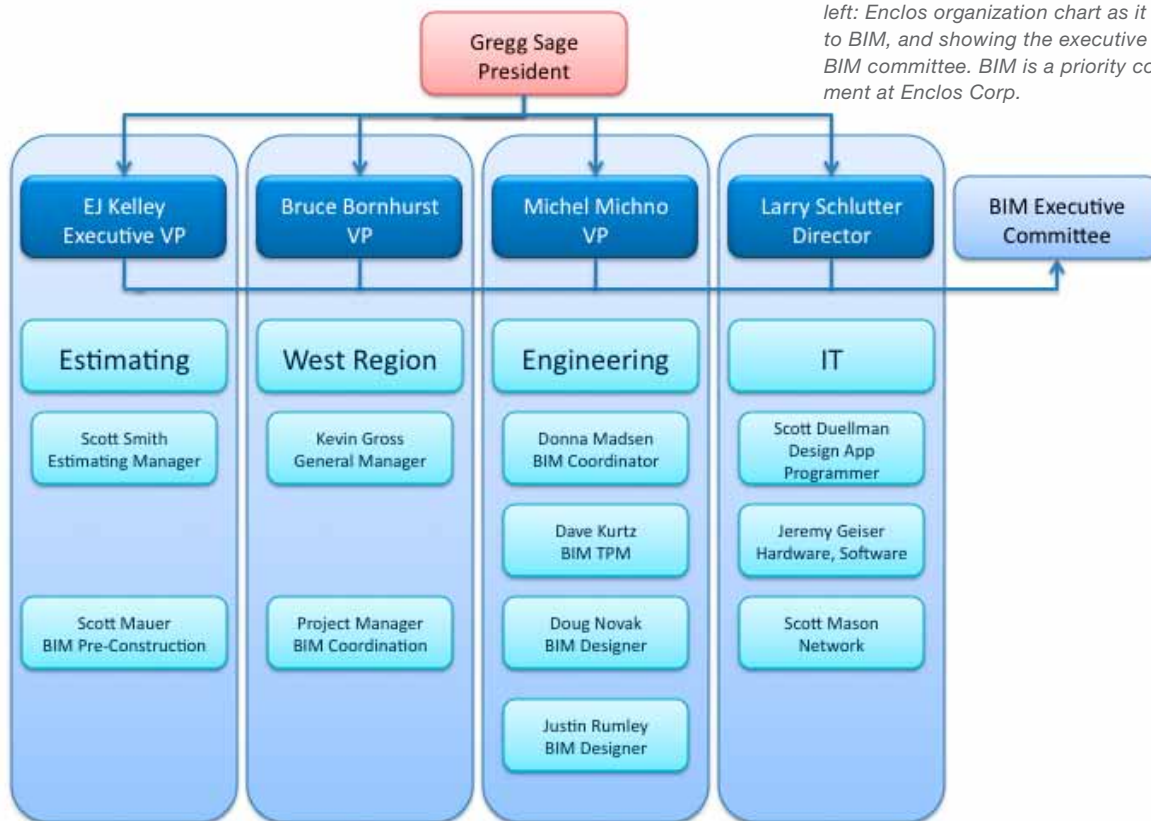 left: Enclos organization chart as it
to BIM, and showing the executive
BIM committee. BIM is a priority co
ment at Enclos Corp.
Gregg Sage
President
EJ Kelley
Executive VP
Bruce Bornhurst
VP
Michel Michno
VP
Larry Schlutter
Director
BIM Executive
Committee
Estimating
West Region
Engineering
IT
Scott Smith
Estimating Manager
Kevin Gross
General Manager
Donna Madsen
BIM Coordinator
Scott Duellman
Design App
Programmer
Dave Kurtz
BIM TPM
Jeremy Geiser
Hardware, Software
Scott Mauer
BIM Pre-Construction
Project Manager
BIM Coordination
Doug Novak
BIM Designer
Scott Mason
Network
Justin Rumley
BIM Designer